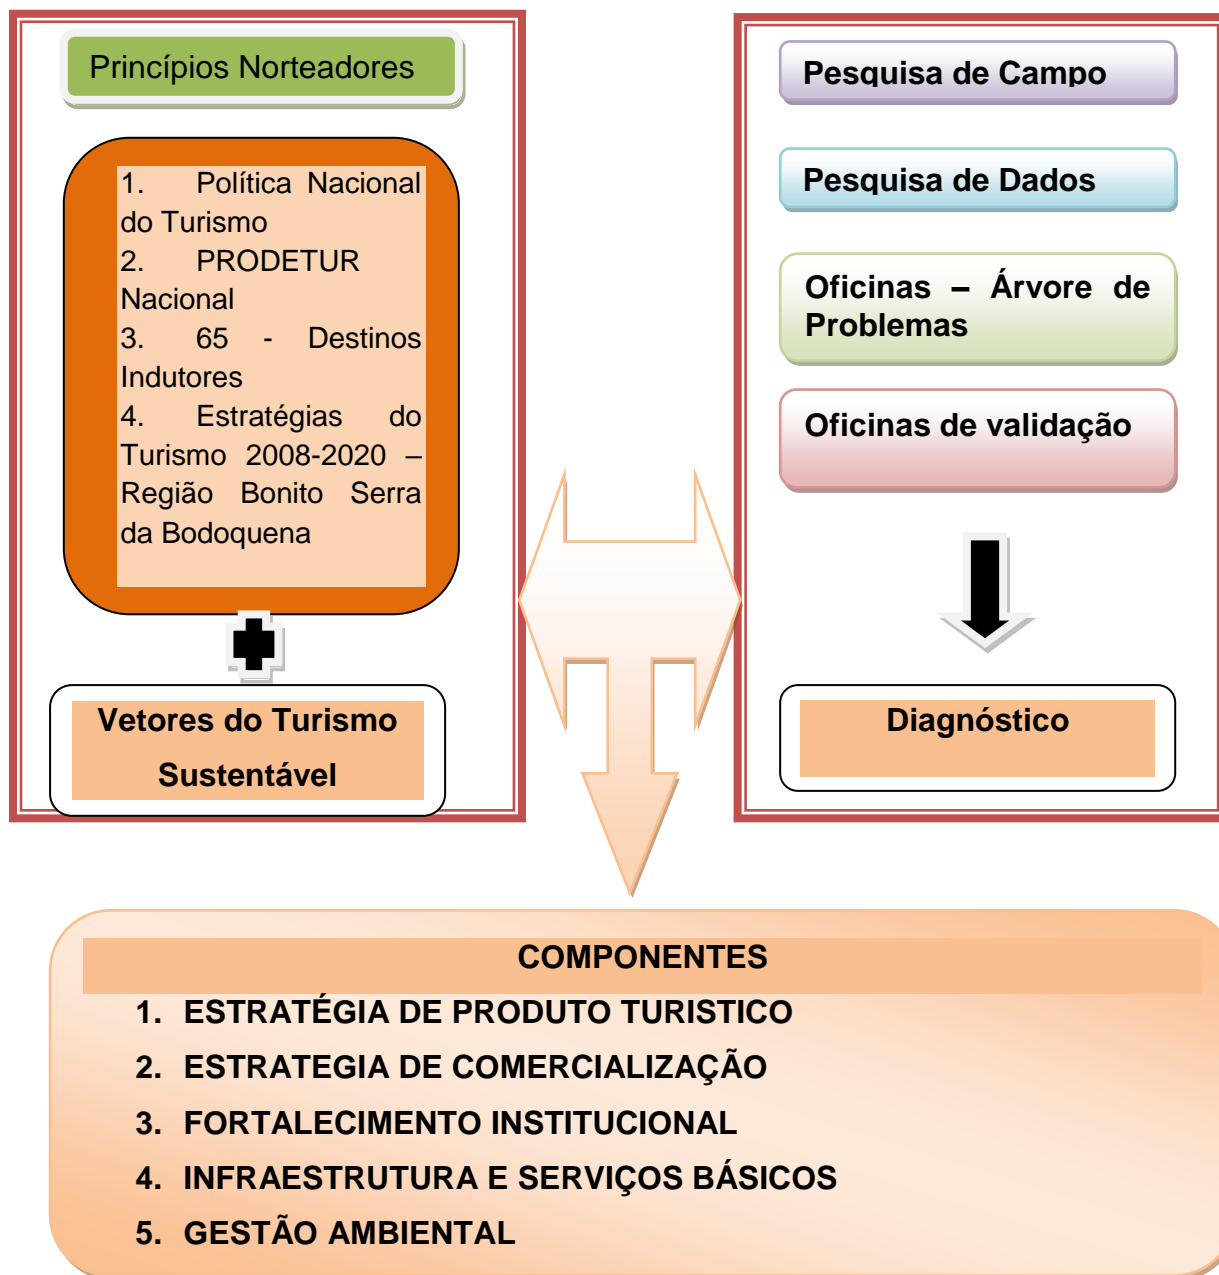 Princípios Norteadores
1. Política Nacional
do Turismo
2. PRODETUR
Nacional
3. 65 - Destinos
Indutores
4. Estratégias do
Turismo 2008-2020 –
Região Bonito Serra
da Bodoquena
Vetores do Turismo
Sustentável
Pesquisa de Campo
Pesquisa de Dados
Oficinas – Árvore de
Problemas
Oficinas de validação
Diagnóstico
COMPONENTES
1. ESTRATÉGIA DE PRODUTO TURISTICO
2. ESTRATEGIA DE COMERCIALIZAÇÃO
3. FORTALECIMENTO INSTITUCIONAL
4. INFRAESTRUTURA E SERVIÇOS BÁSICOS
5. GESTÃO AMBIENTAL